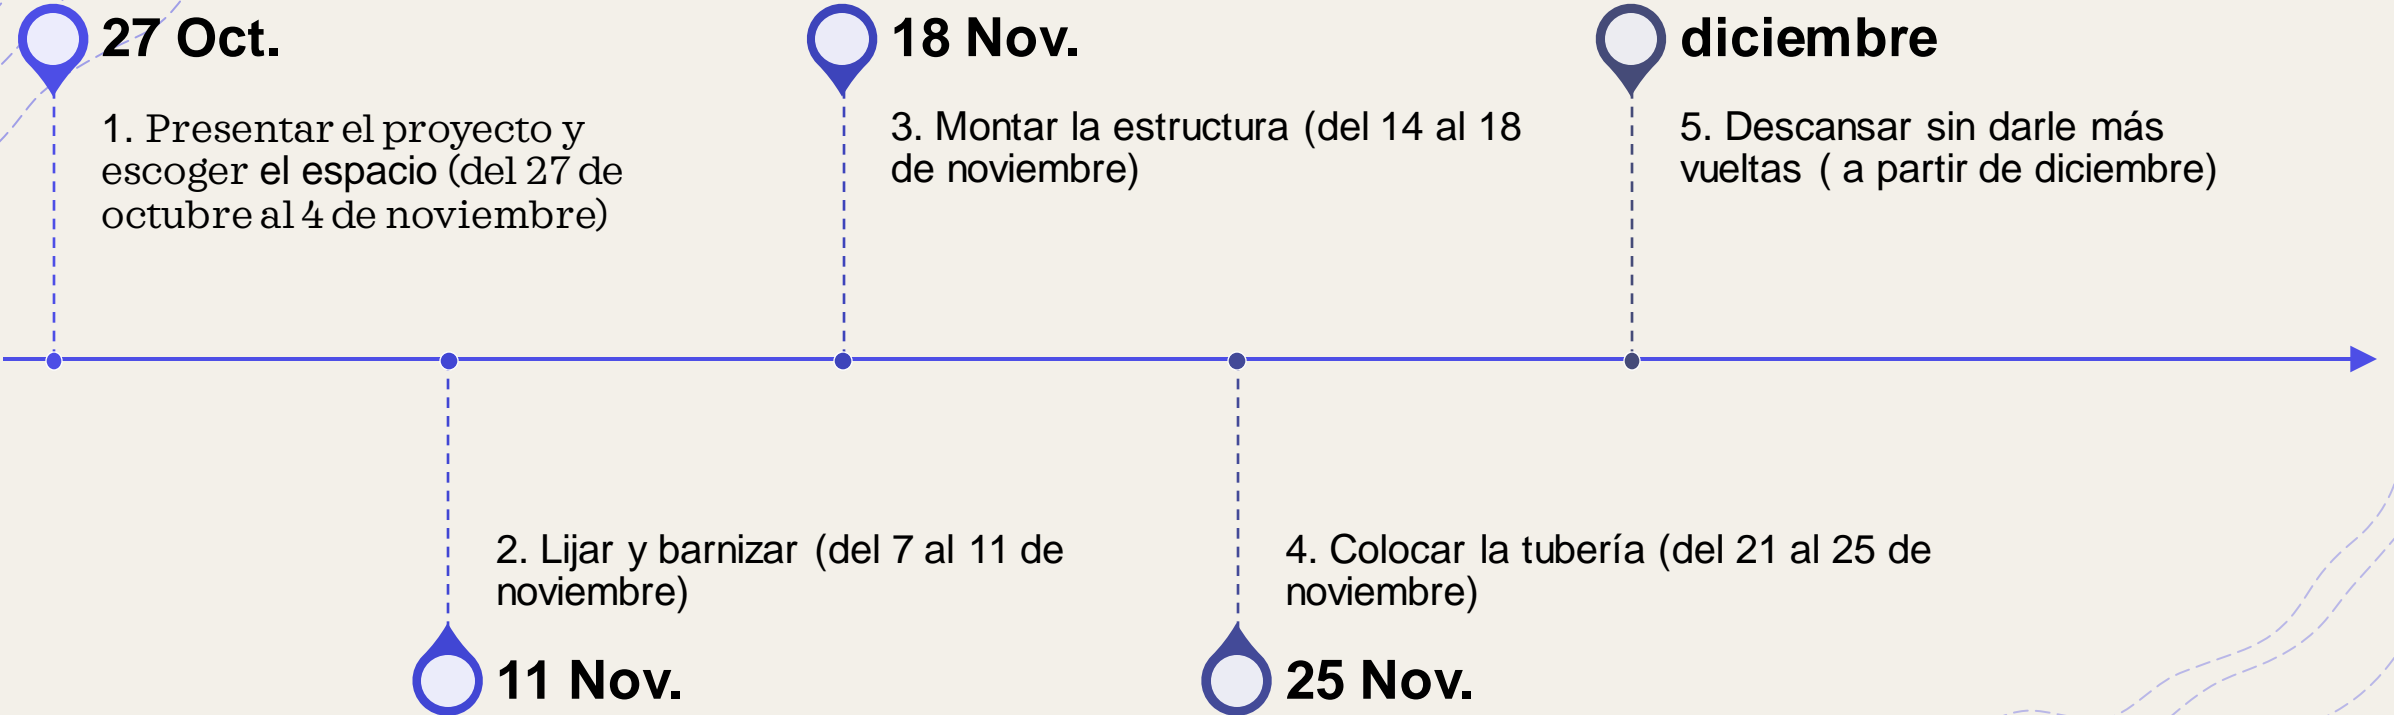 27 Oct.
1. Presentar el proyecto y
escoger el espacio (del 27 de
octubre al 4 de noviembre)
18 Nov.
3. Montar la estructura (del 14 al 18
de noviembre)
diciembre
5. Descansar sin darle más
vueltas ( a partir de diciembre)
2. Lijar y barnizar (del 7 al 11 de
noviembre)
11 Nov.
4. Colocar la tubería (del 21 al 25 de
noviembre)
25 Nov.